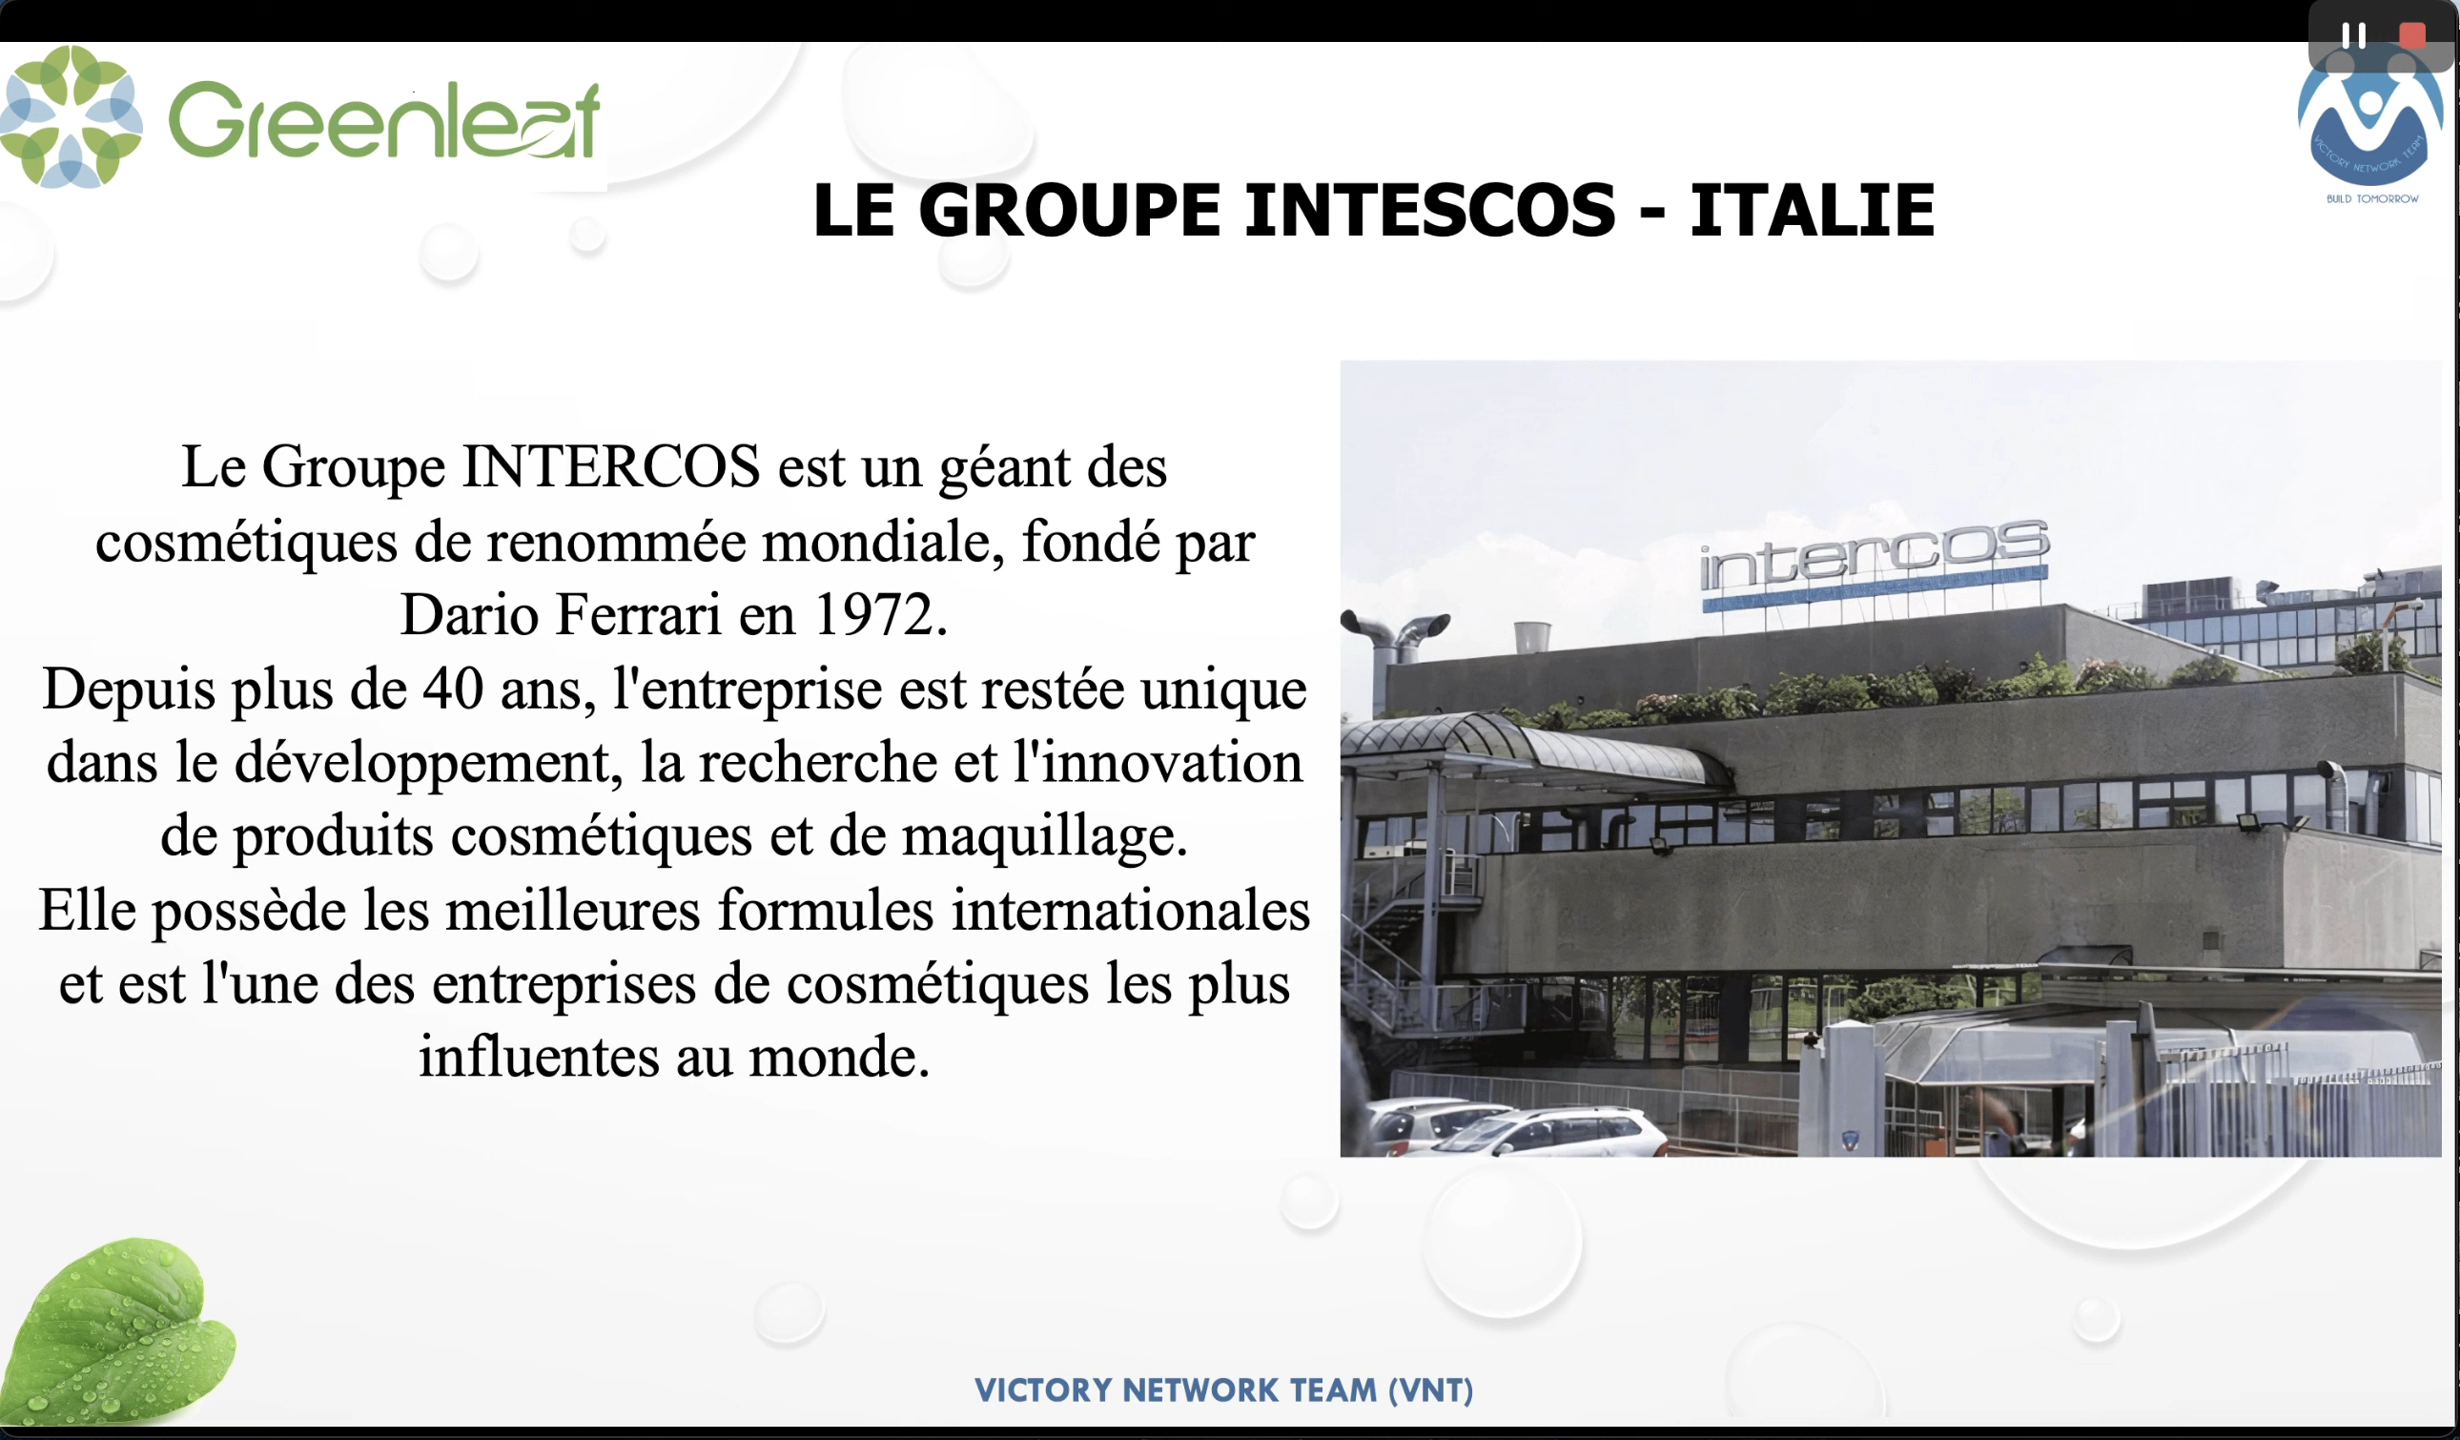 Greenleaf
VICTORY NETWORK TEAM
BUILD TOMORROW
LE GROUPE INTESCOS - ITALIE
Le Groupe INTERCOS est un géant des
cosmétiques de renommée mondiale, fondé par
Dario Ferrari en 1972.
Depuis plus de 40 ans, l'entreprise est restée unique
dans le développement, la recherche et l'innovation
de produits cosmétiques et de maquillage.
Elle possède les meilleures formules internationales
et est l'une des entreprises de cosmétiques les plus
influentes au monde.
intercos
VICTORY NETWORK TEAM (VNT)